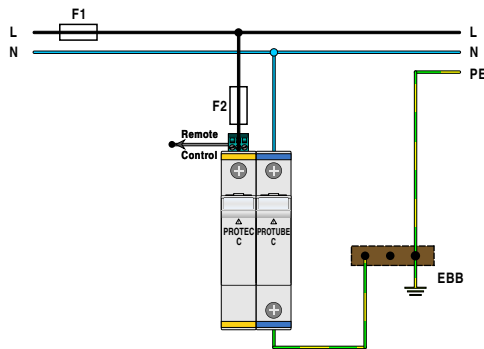 F1
L L
N N
PE
F2
Remote
Control
PROTEC PROTUBE
C C
EBB